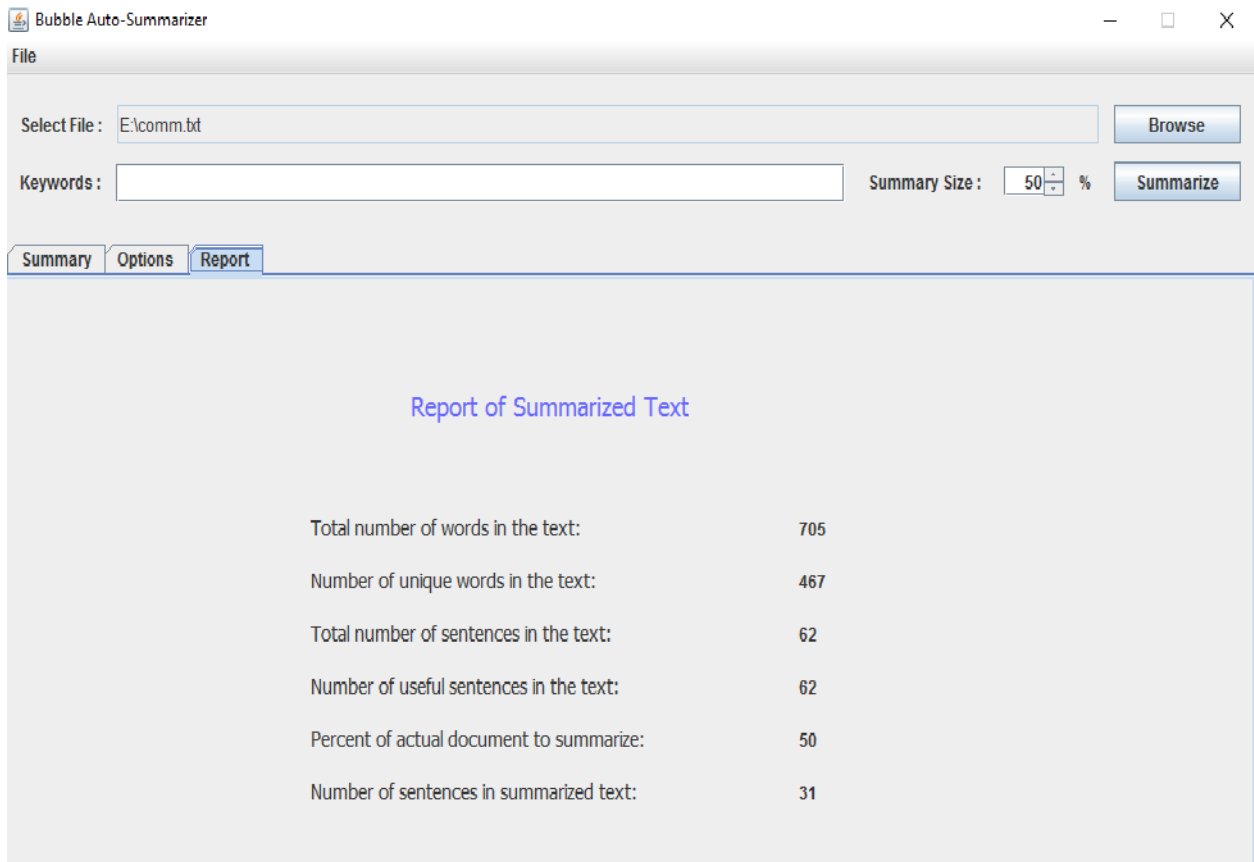 Bubble Auto-Summarizer
File
Select File : E:\comm.txt Browse
Keywords : Summary Size : 50 % Summarize
Summary Options Report
Report of Summarized Text
Total number of words in the text: 705
Number of unique words in the text: 467
Total number of sentences in the text: 62
Number of useful sentences in the text: 62
Percent of actual document to summarize: 50
Number of sentences in summarized text: 31